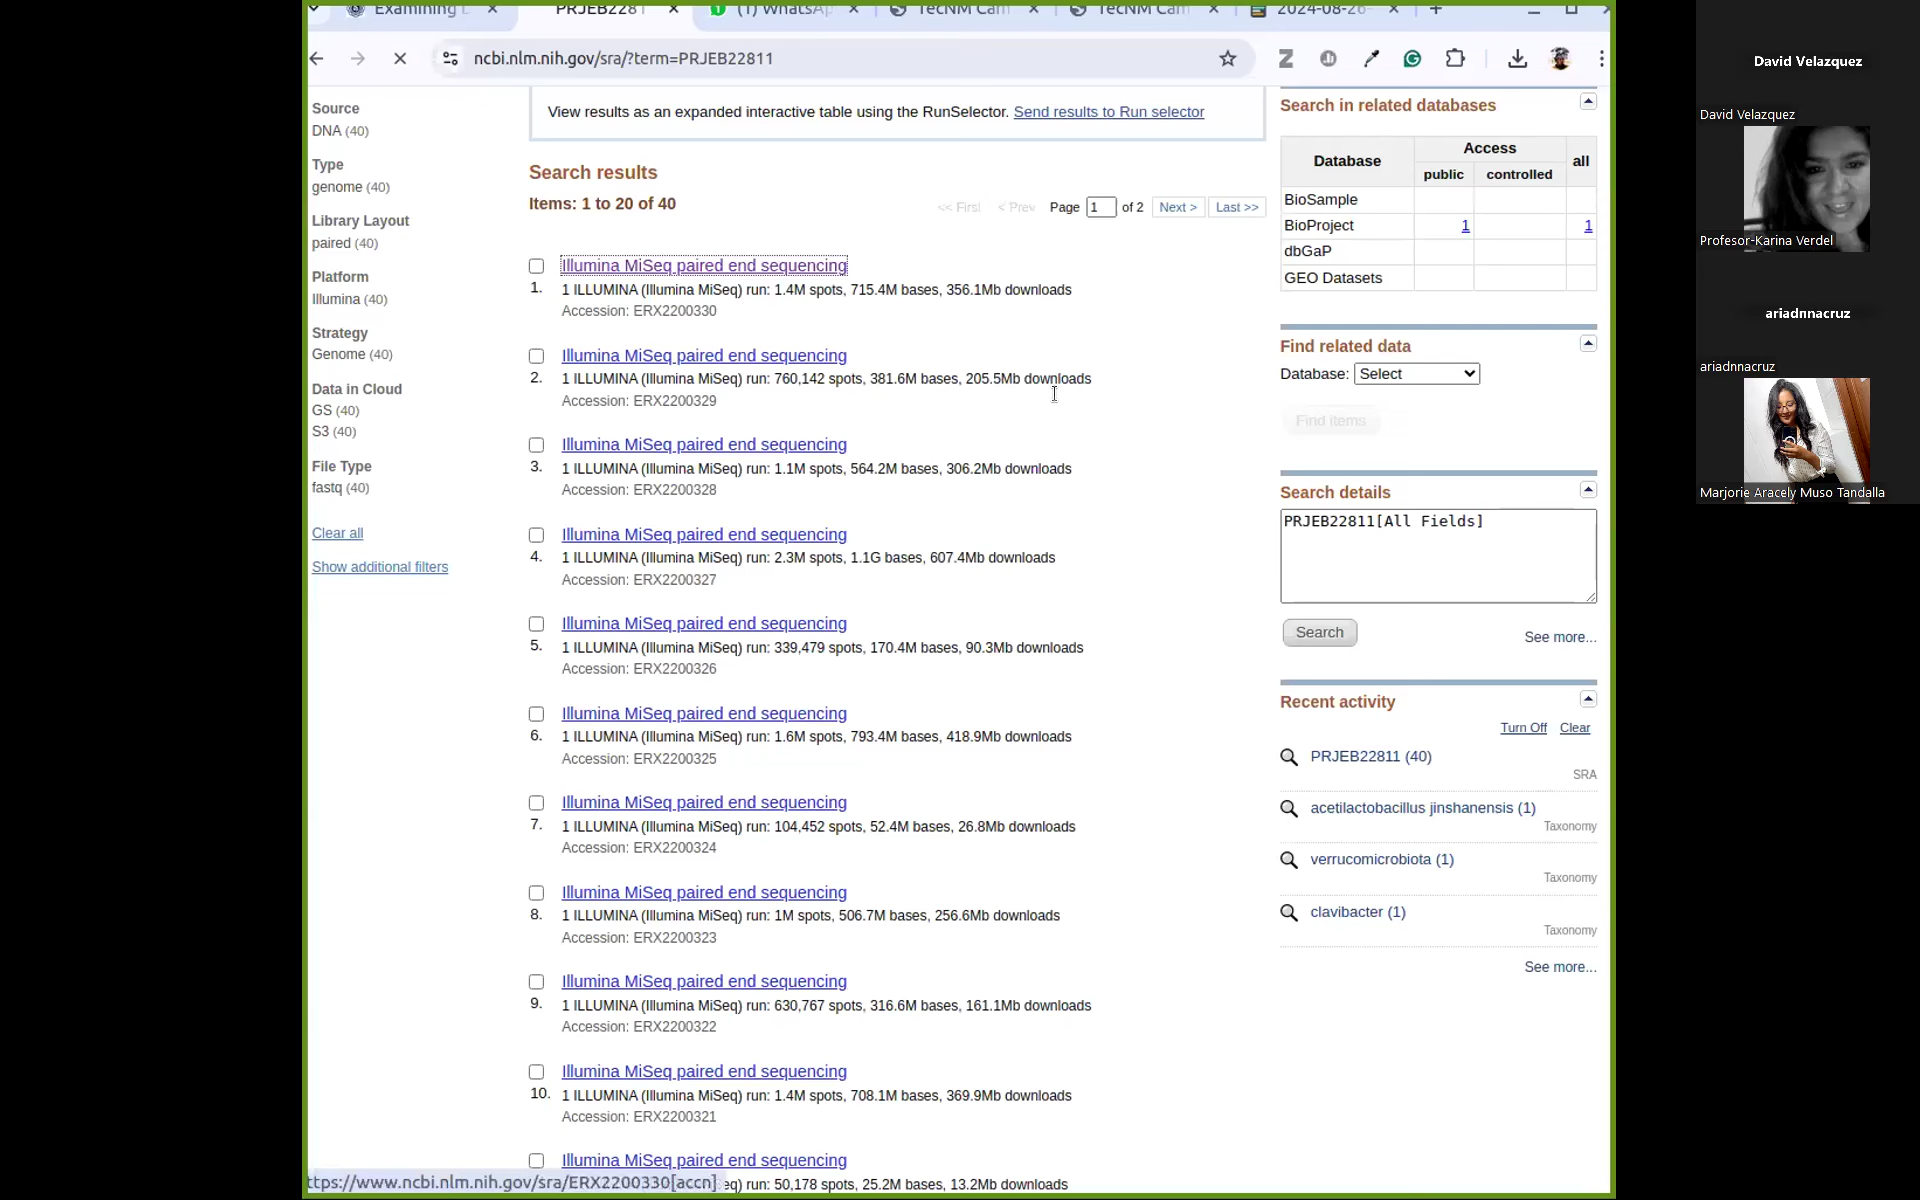 Examining
PRJEB2281
(1) WhatsAp
TecNM Cam
TecNM Cam
2024-08-26-
ncbi.nlm.nih.gov/sra/?term=PRJEB22811
Source
DNA (40)
Type
genome (40)
Library Layout
paired (40)
Platform
Illumina (40)
Strategy
Genome (40)
Data in Cloud
GS (40)
S3 (40)
File Type
fastq (40)
Clear all
Show additional filters
View results as an expanded interactive table using the RunSelector. Send results to Run selector
Search results
Items: 1 to 20 of 40
<< First < Prev Page 1 of 2 Next > Last >>
Illumina MiSeq paired end sequencing
1. 1 ILLUMINA (Illumina MiSeq) run: 1.4M spots, 715.4M bases, 356.1Mb downloads
Accession: ERX2200330
Illumina MiSeq paired end sequencing
2. 1 ILLUMINA (Illumina MiSeq) run: 760,142 spots, 381.6M bases, 205.5Mb downloads
Accession: ERX2200329
Illumina MiSeq paired end sequencing
3. 1 ILLUMINA (Illumina MiSeq) run: 1.1M spots, 564.2M bases, 306.2Mb downloads
Accession: ERX2200328
Illumina MiSeq paired end sequencing
4. 1 ILLUMINA (Illumina MiSeq) run: 2.3M spots, 1.1G bases, 607.4Mb downloads
Accession: ERX2200327
Illumina MiSeq paired end sequencing
5. 1 ILLUMINA (Illumina MiSeq) run: 339,479 spots, 170.4M bases, 90.3Mb downloads
Accession: ERX2200326
Illumina MiSeq paired end sequencing
6. 1 ILLUMINA (Illumina MiSeq) run: 1.6M spots, 793.4M bases, 418.9Mb downloads
Accession: ERX2200325
Illumina MiSeq paired end sequencing
7. 1 ILLUMINA (Illumina MiSeq) run: 104,452 spots, 52.4M bases, 26.8Mb downloads
Accession: ERX2200324
Illumina MiSeq paired end sequencing
8. 1 ILLUMINA (Illumina MiSeq) run: 1M spots, 506.7M bases, 256.6Mb downloads
Accession: ERX2200323
Illumina MiSeq paired end sequencing
9. 1 ILLUMINA (Illumina MiSeq) run: 630,767 spots, 316.6M bases, 161.1Mb downloads
Accession: ERX2200322
Illumina MiSeq paired end sequencing
10. 1 ILLUMINA (Illumina MiSeq) run: 1.4M spots, 708.1M bases, 369.9Mb downloads
Accession: ERX2200321
Illumina MiSeq paired end sequencing
eq) run: 50,178 spots, 25.2M bases, 13.2Mb downloads
ttps://www.ncbi.nlm.nih.gov/sra/ERX2200330[accn]
Search in related databases
Database Access all
public controlled
BioSample
BioProject 1 1
dbGaP
GEO Datasets
Find related data
Database: Select
Find items
Search details
PRJEB22811[All Fields]
Search
See more...
Recent activity
Turn Off Clear
PRJEB22811 (40)
SRA
acetilactobacillus jinshanensis (1)
Taxonomy
verrucomicrobiota (1)
Taxonomy
clavibacter (1)
Taxonomy
See more...
David Velazquez
David Velazquez
Profesor-Karina Verdel
ariadnnacruz
ariadnnacruz
Marjorie Aracely Muso Tandalla